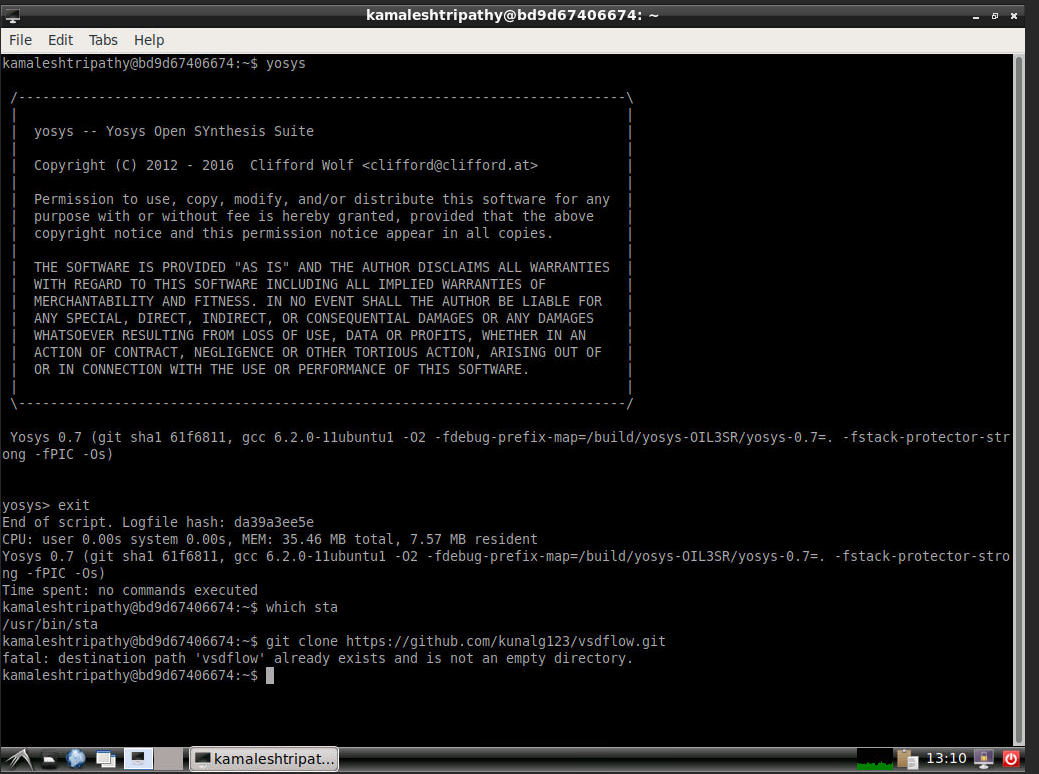 kamaleshtripathy@bd9d67406674: ~
File Edit Tabs Help
kamaleshtripathy@bd9d67406674:~$ yosys
/----------------------------------------------------------------------------\
| |
| yosys -- Yosys Open SYnthesis Suite |
| |
| Copyright (C) 2012 - 2016  Clifford Wolf <clifford@clifford.at> |
| |
| Permission to use, copy, modify, and/or distribute this software for any |
| purpose with or without fee is hereby granted, provided that the above |
| copyright notice and this permission notice appear in all copies. |
| |
| THE SOFTWARE IS PROVIDED "AS IS" AND THE AUTHOR DISCLAIMS ALL WARRANTIES |
| WITH REGARD TO THIS SOFTWARE INCLUDING ALL IMPLIED WARRANTIES OF |
| MERCHANTABILITY AND FITNESS. IN NO EVENT SHALL THE AUTHOR BE LIABLE FOR |
| ANY SPECIAL, DIRECT, INDIRECT, OR CONSEQUENTIAL DAMAGES OR ANY DAMAGES |
| WHATSOEVER RESULTING FROM LOSS OF USE, DATA OR PROFITS, WHETHER IN AN |
| ACTION OF CONTRACT, NEGLIGENCE OR OTHER TORTIOUS ACTION, ARISING OUT OF |
| OR IN CONNECTION WITH THE USE OR PERFORMANCE OF THIS SOFTWARE. |
| |
\----------------------------------------------------------------------------/
Yosys 0.7 (git sha1 61f6811, gcc 6.2.0-11ubuntu1 -O2 -fdebug-prefix-map=/build/yosys-OIL3SR/yosys-0.7=. -fstack-protector-str
ong -fPIC -Os)
yosys> exit
End of script. Logfile hash: da39a3ee5e
CPU: user 0.00s system 0.00s, MEM: 35.46 MB total, 7.57 MB resident
Yosys 0.7 (git sha1 61f6811, gcc 6.2.0-11ubuntu1 -O2 -fdebug-prefix-map=/build/yosys-OIL3SR/yosys-0.7=. -fstack-protector-stro
ng -fPIC -Os)
Time spent: no commands executed
kamaleshtripathy@bd9d67406674:~$ which sta
/usr/bin/sta
kamaleshtripathy@bd9d67406674:~$ git clone https://github.com/kunalg123/vsdflow.git
fatal: destination path 'vsdflow' already exists and is not an empty directory.
kamaleshtripathy@bd9d67406674:~$
kamaleshtripat...
13:10